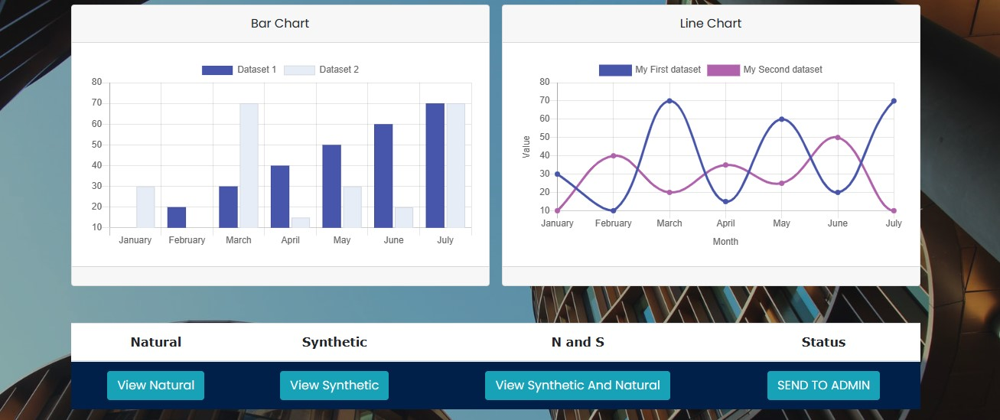 Bar Chart
Dataset 1 Dataset 2
80
70
60
50
40
30
20
10
January February March April May June July
Line Chart
My First dataset My Second dataset
Value
80
70
60
50
40
30
20
10
January February March April May June July
Month
Natural Synthetic N and S Status
View Natural View Synthetic View Synthetic And Natural SEND TO ADMIN